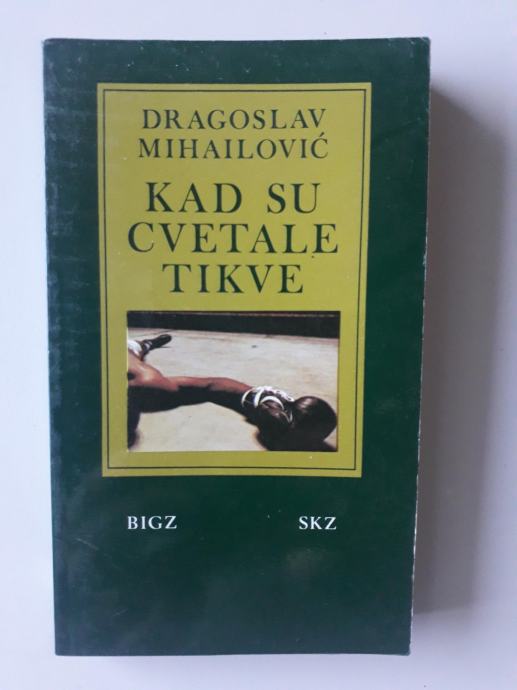 DRAGOSLAV
MIHAILOVIĆ
KAD SU
CVETALE
TIKVE
BIGZ SKZ